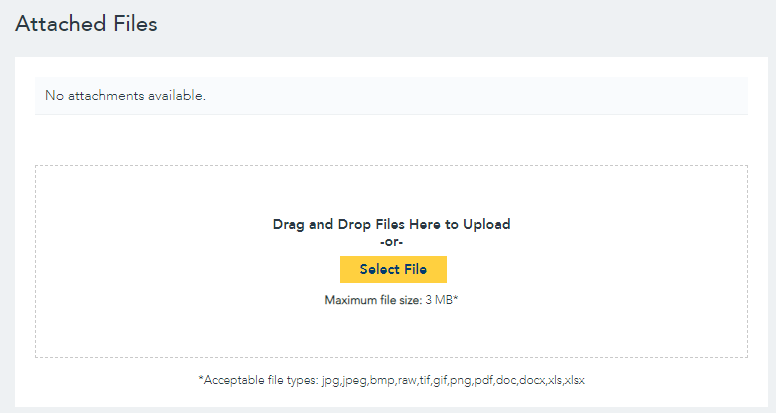 Attached Files
No attachments available.
Drag and Drop Files Here to Upload
-or-
Select File
Maximum file size: 3 MB*
*Acceptable file types: jpg,jpeg,bmp,raw,tif,gif,png,pdf,doc,docx,xls,xlsx